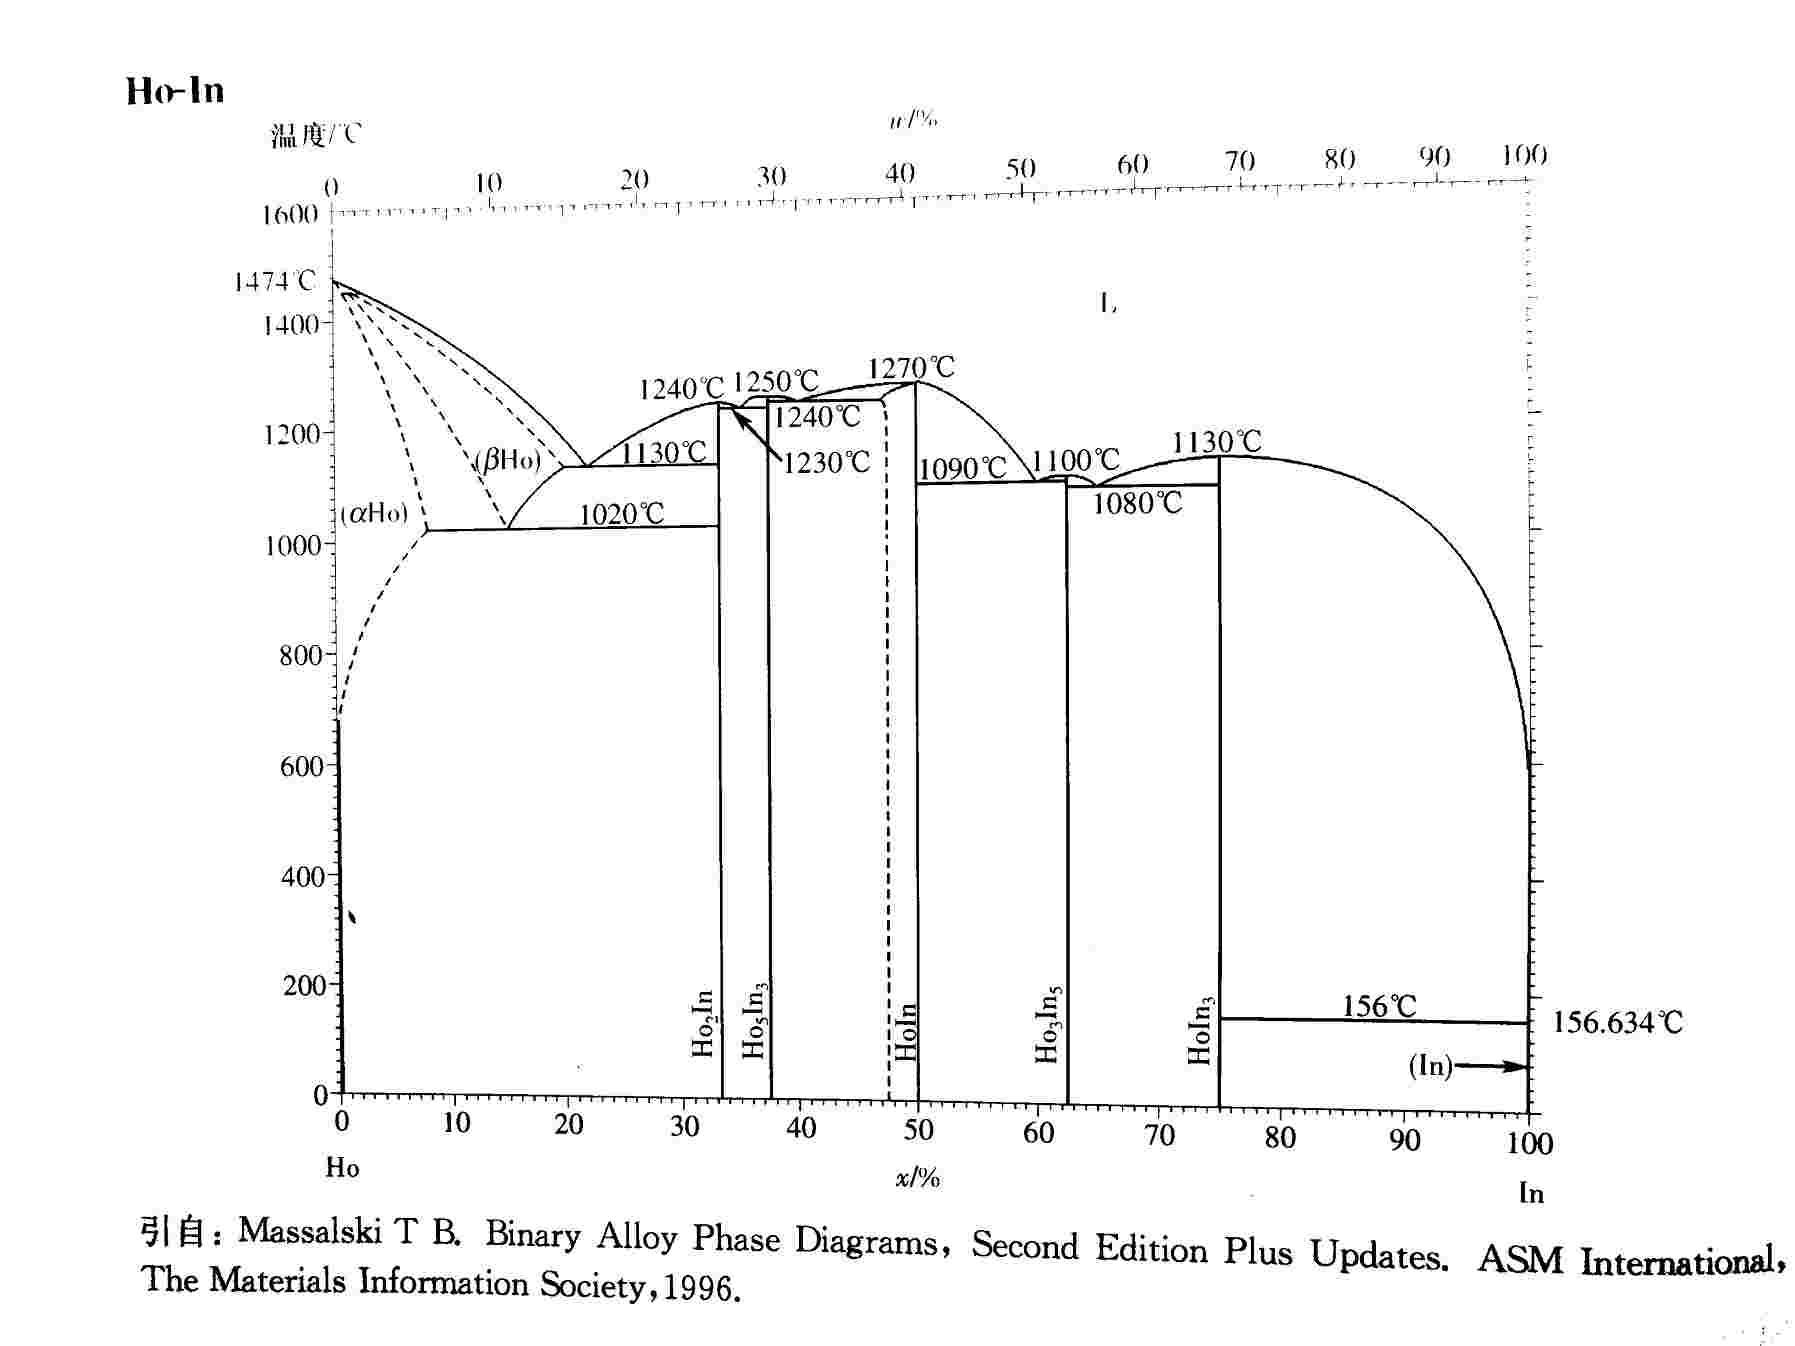 Ho-In
温度/℃
w/%
0 10 20 30 40 50 60 70 80 90 100
1600
1474℃
L
1400
1270℃
1240℃ 1250℃
1240℃
1200
1130℃
1130℃
(βHo)
1230℃
1090℃ 1100℃
1080℃
(αHo)
1020℃
1000
800
600
400
200
Ho₂In
Ho₅In₃
HoIn
Ho₃In₅
HoIn₃
156℃
156.634℃
(In)
0
0 10 20 30 40 50 60 70 80 90 100
Ho
x/%
In
引自: Massalski T B. Binary Alloy Phase Diagrams, Second Edition Plus Updates. ASM International,
The Materials Information Society, 1996.